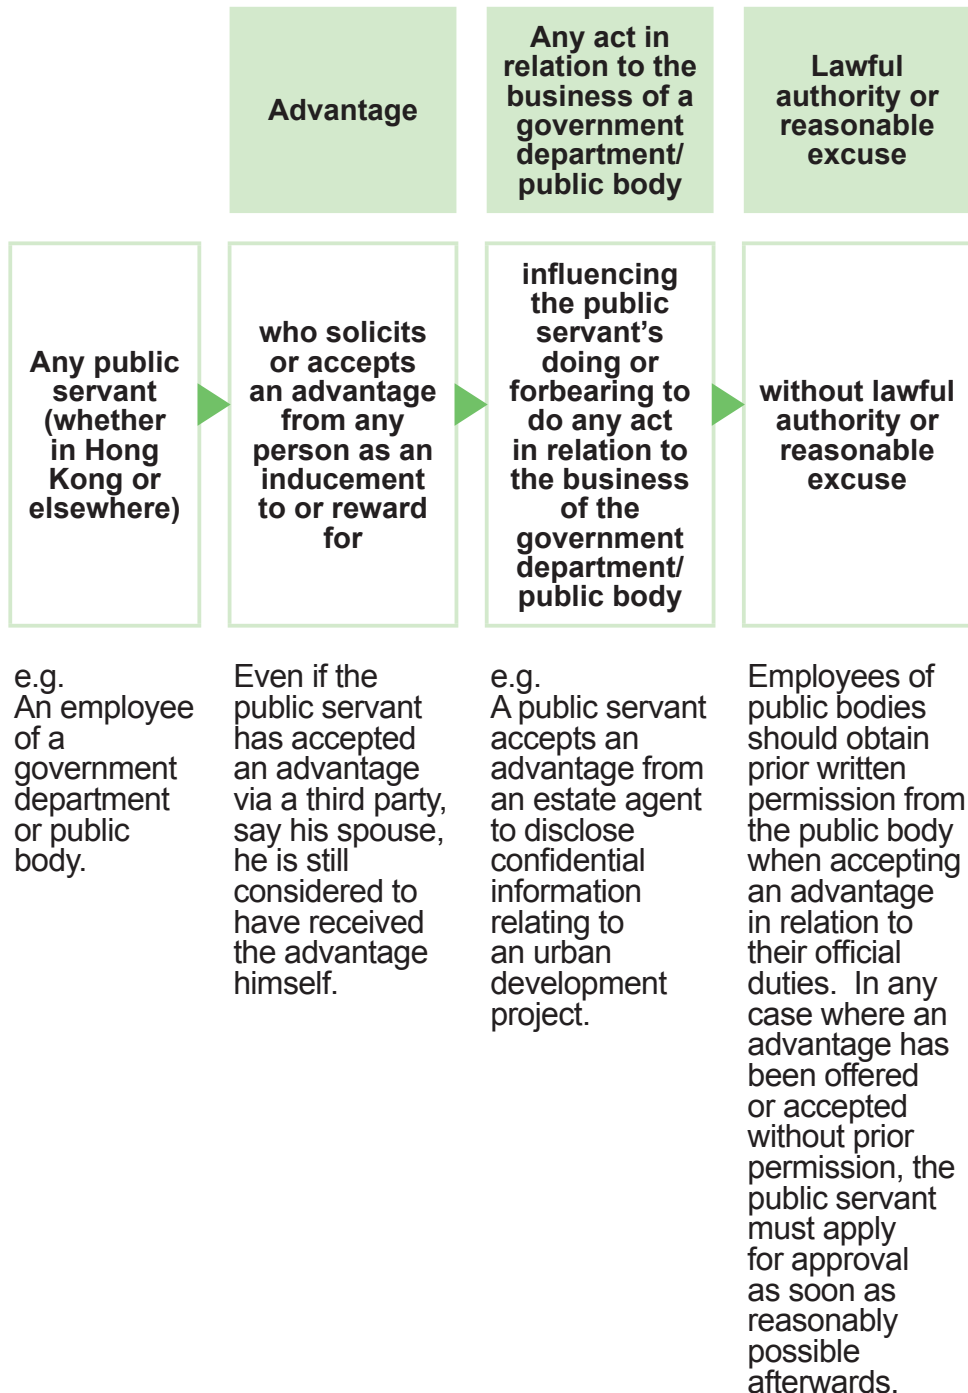 Advantage
Any act in
relation to the
business of a
government
department/
public body
Lawful
authority or
reasonable
excuse
Any public
servant
(whether
in Hong
Kong or
elsewhere)
who solicits
or accepts
an advantage
from any
person as an
inducement
to or reward
for
influencing
the public
servant’s
doing or
forbearing to
do any act
in relation to
the business
of the
government
department/
public body
without lawful
authority or
reasonable
excuse
e.g.
An employee
of a
government
department
or public
body.
Even if the
public servant
has accepted
an advantage
via a third party,
say his spouse,
he is still
considered to
have received
the advantage
himself.
e.g.
A public servant
accepts an
advantage from
an estate agent
to disclose
confidential
information
relating to
an urban
development
project.
Employees of
public bodies
should obtain
prior written
permission from
the public body
when accepting
an advantage
in relation to
their official
duties.  In any
case where an
advantage has
been offered
or accepted
without prior
permission, the
public servant
must apply
for approval
as soon as
reasonably
possible
afterwards.